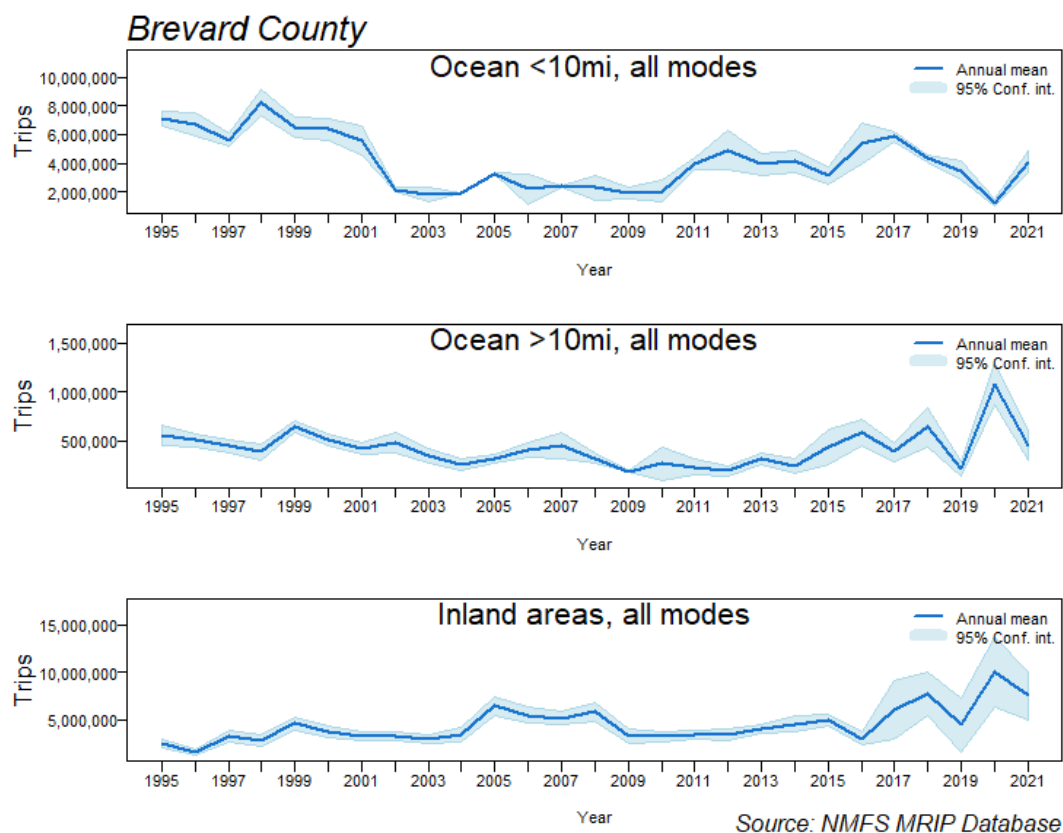 Brevard County
Ocean <10mi, all modes
Annual mean
95% Conf. int.
Trips
10,000,000
8,000,000
6,000,000
4,000,000
2,000,000
1995 1997 1999 2001 2003 2005 2007 2009 2011 2013 2015 2017 2019 2021
Year
Ocean >10mi, all modes
Annual mean
95% Conf. int.
Trips
1,500,000
1,000,000
500,000
1995 1997 1999 2001 2003 2005 2007 2009 2011 2013 2015 2017 2019 2021
Year
Inland areas, all modes
Annual mean
95% Conf. int.
Trips
15,000,000
10,000,000
5,000,000
1995 1997 1999 2001 2003 2005 2007 2009 2011 2013 2015 2017 2019 2021
Year
Source: NMFS MRIP Database